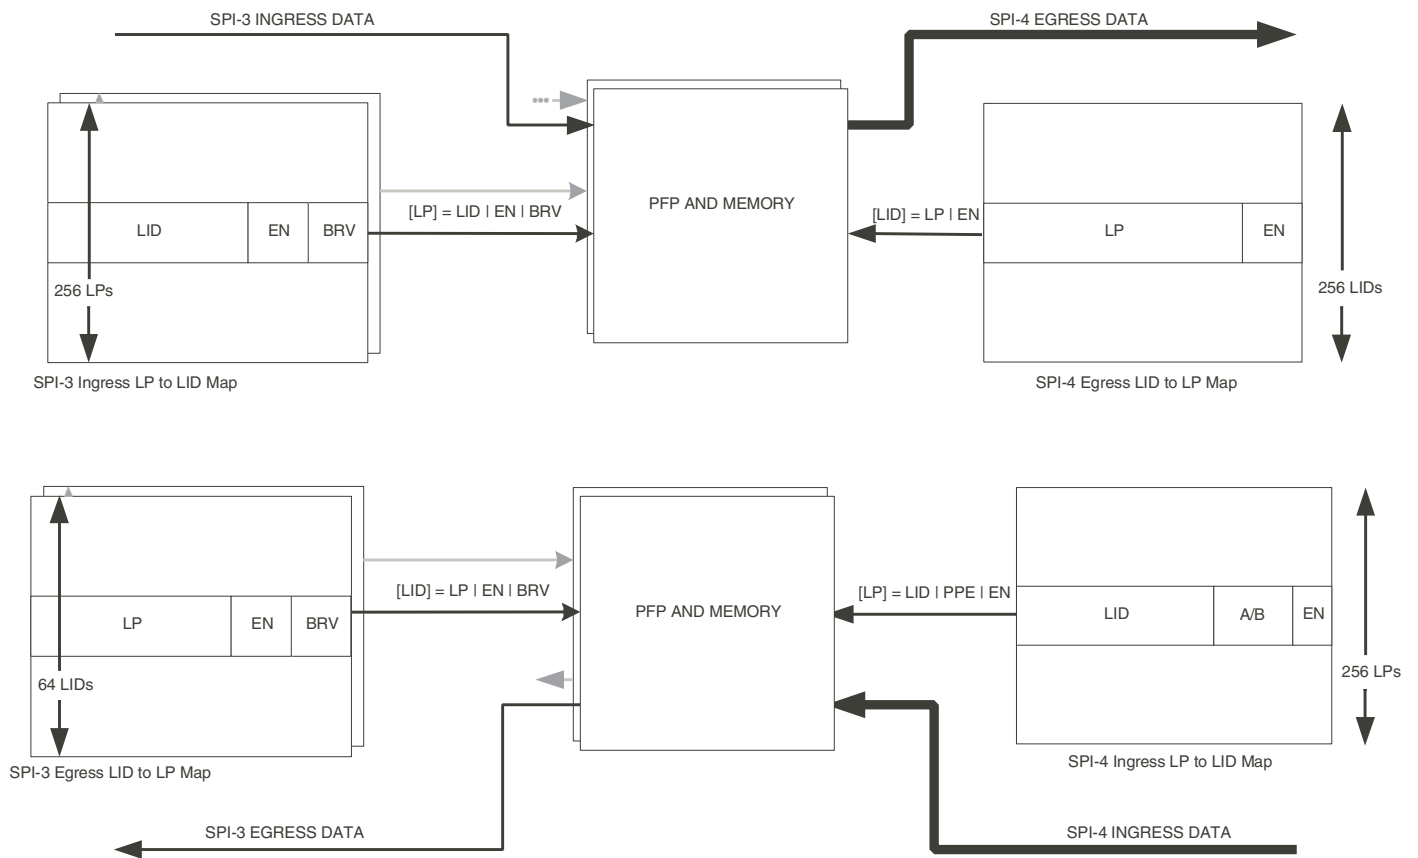 SPI-3 INGRESS DATA
SPI-4 EGRESS DATA
PFP AND MEMORY
[LP] = LID | EN | BRV
[LID] = LP | EN
LID EN BRV
LP EN
256 LPs
256 LIDs
SPI-3 Ingress LP to LID Map
SPI-4 Egress LID to LP Map
[LID] = LP | EN | BRV
[LP] = LID | PPE | EN
PFP AND MEMORY
LP EN BRV
LID A/B EN
64 LIDs
256 LPs
SPI-3 Egress LID to LP Map
SPI-4 Ingress LP to LID Map
SPI-3 EGRESS DATA
SPI-4 INGRESS DATA